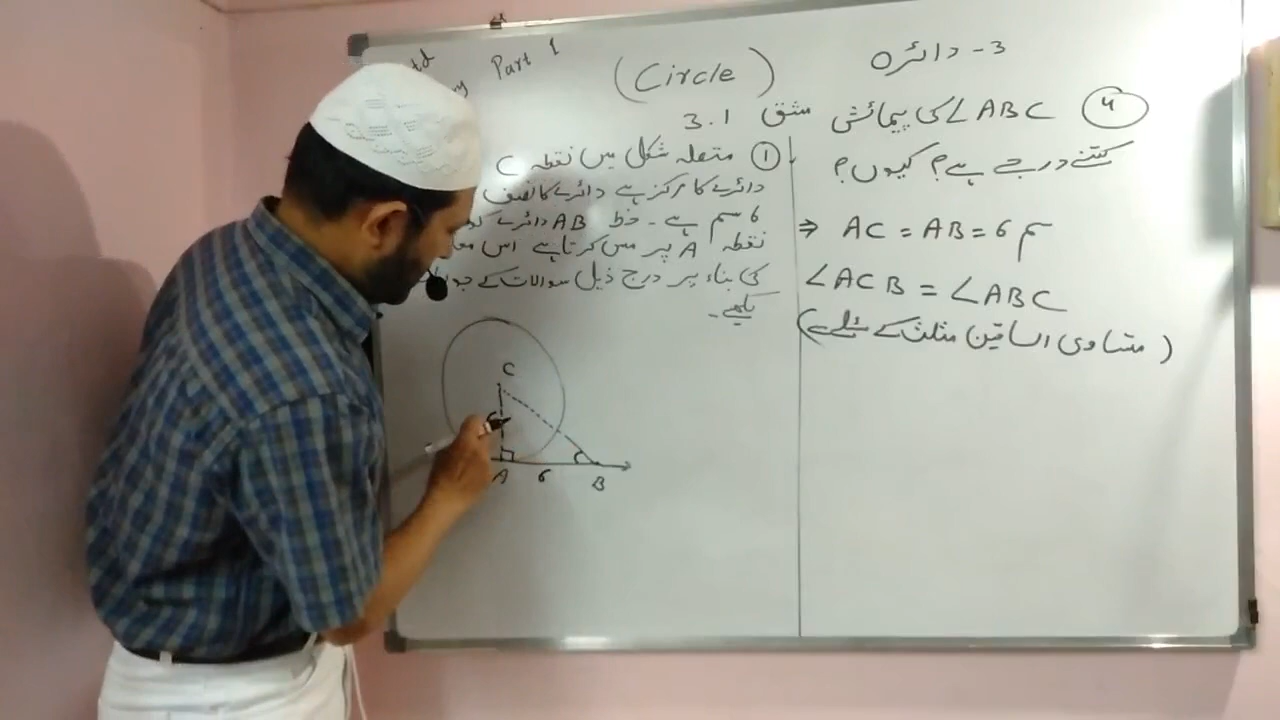 Part 1
(Circle)
3- دائرہ
مشق 3.1
① متصلہ شکل میں نقطہ C
دائرے کا مرکز ہے دائرے کا نصف
6 سم ہے۔ خط AB دائرے کو
نقطہ A پر مس کرتا ہے اس
کی بناء پر درج ذیل سوالات کے
لکھیے۔
C
6
A 6 B
④ ∠ABC کی پیمائش
کتنے درجے ہے؟ کیوں؟
⇒ AC = AB = 6 سم
∠ACB = ∠ABC
(متساوی الساقین مثلث کے)